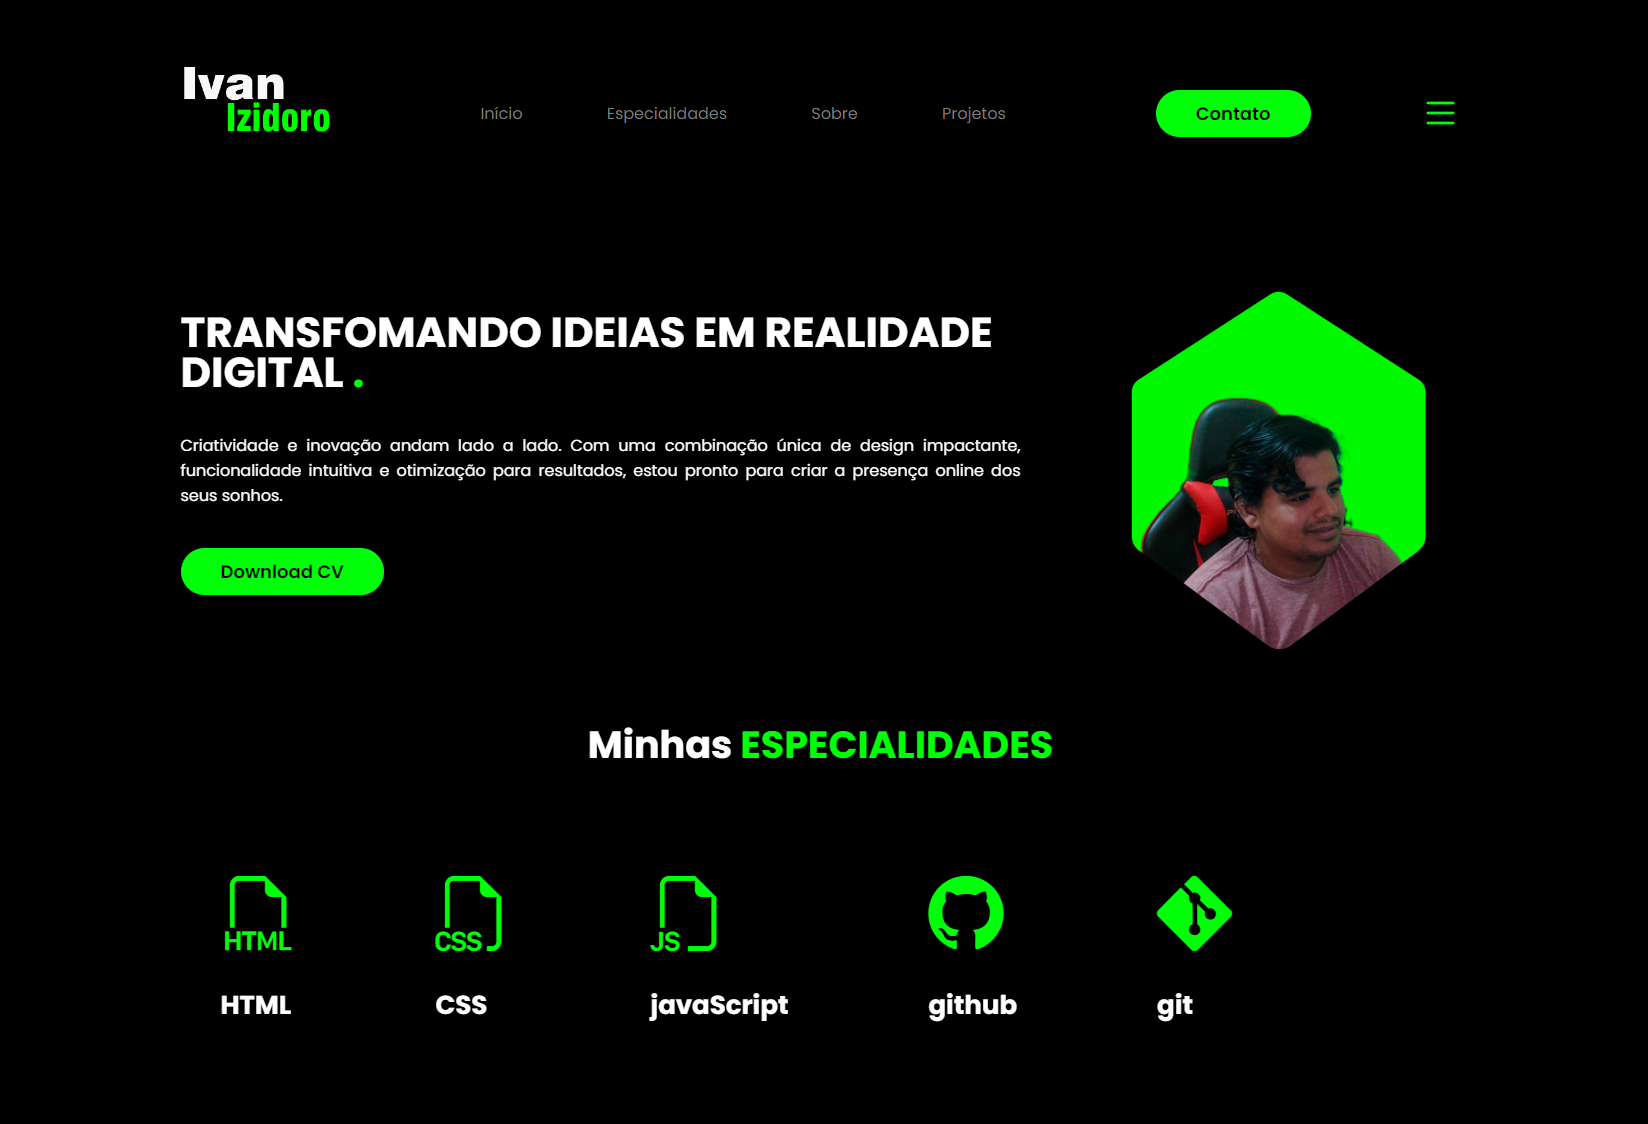 Ivan
Izidoro
Início
Especialidades
Sobre
Projetos
Contato
TRANSFOMANDO IDEIAS EM REALIDADE
DIGITAL .
Criatividade e inovação andam lado a lado. Com uma combinação única de design impactante,
funcionalidade intuitiva e otimização para resultados, estou pronto para criar a presença online dos
seus sonhos.
Download CV
Minhas ESPECIALIDADES
HTML
CSS
JS
HTML
CSS
javaScript
github
git